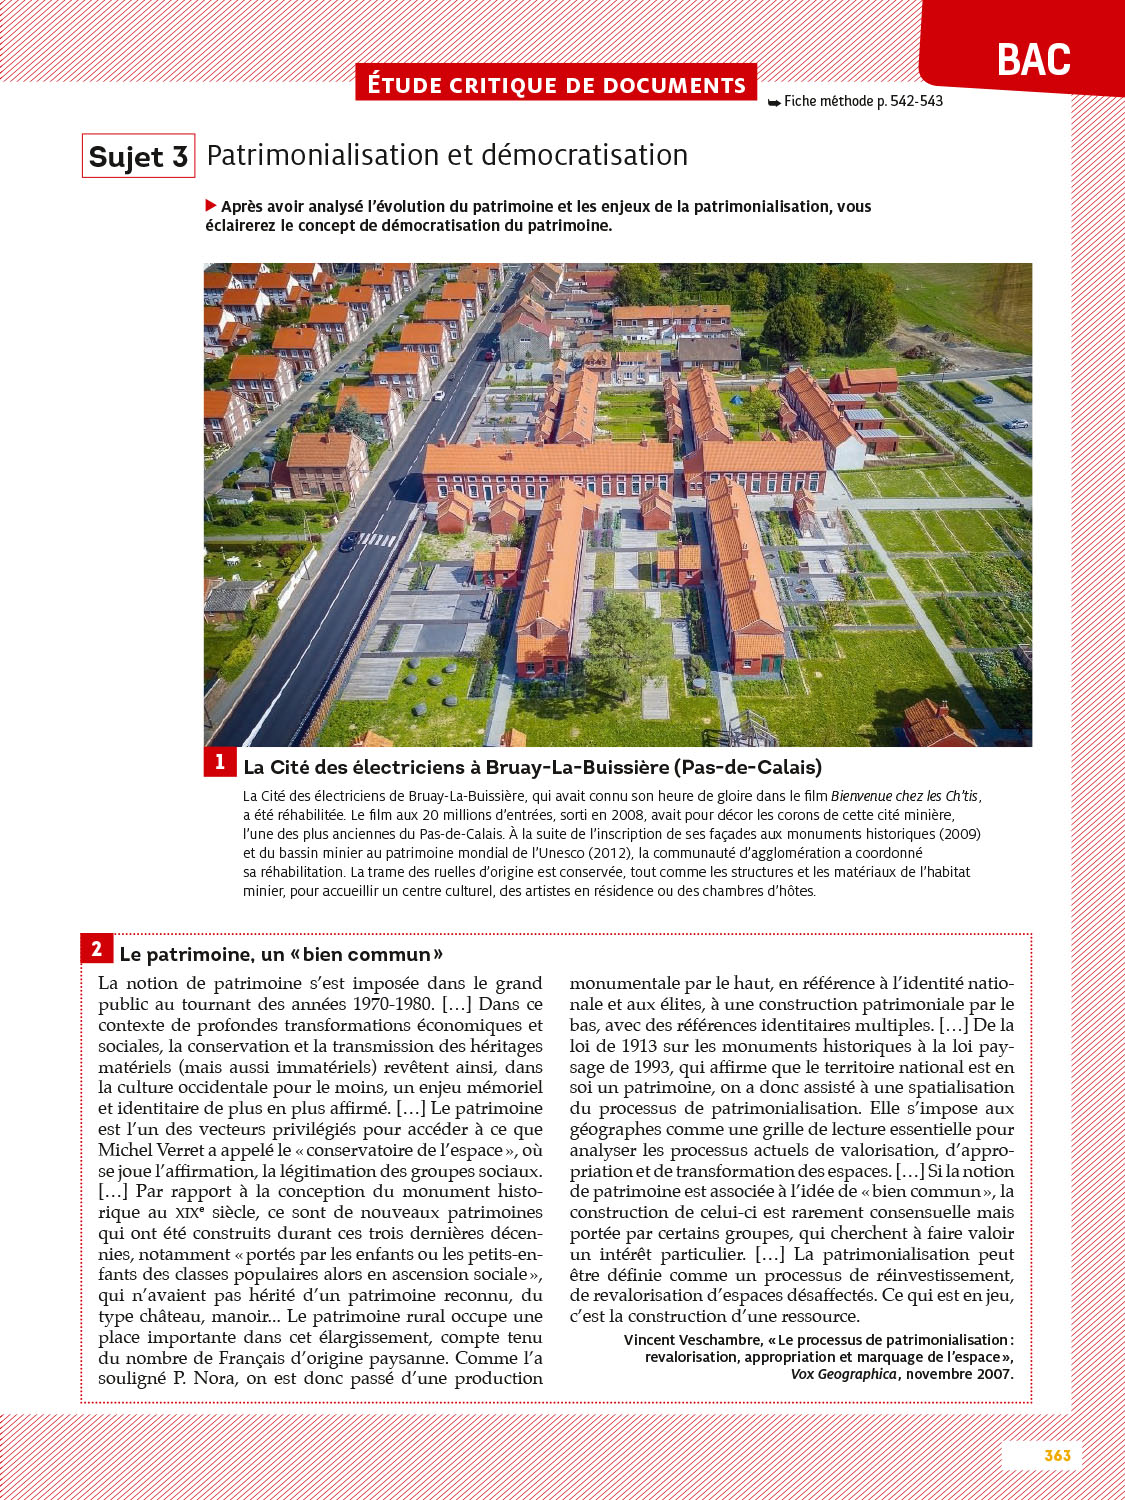 BAC
ÉTUDE CRITIQUE DE DOCUMENTS
➥ Fiche méthode p. 542-543
Sujet 3 Patrimonialisation et démocratisation
▶ Après avoir analysé l'évolution du patrimoine et les enjeux de la patrimonialisation, vous
éclairerez le concept de démocratisation du patrimoine.
1 La Cité des électriciens à Bruay-La-Buissière (Pas-de-Calais)
La Cité des électriciens de Bruay-La-Buissière, qui avait connu son heure de gloire dans le film Bienvenue chez les Ch'tis,
a été réhabilitée. Le film aux 20 millions d'entrées, sorti en 2008, avait pour décor les corons de cette cité minière,
l'une des plus anciennes du Pas-de-Calais. À la suite de l'inscription de ses façades aux monuments historiques (2009)
et du bassin minier au patrimoine mondial de l'Unesco (2012), la communauté d'agglomération a coordonné
sa réhabilitation. La trame des ruelles d'origine est conservée, tout comme les structures et les matériaux de l'habitat
minier, pour accueillir un centre culturel, des artistes en résidence ou des chambres d'hôtes.
2 Le patrimoine, un « bien commun »
La notion de patrimoine s'est imposée dans le grand
public au tournant des années 1970-1980. […] Dans ce
contexte de profondes transformations économiques et
sociales, la conservation et la transmission des héritages
matériels (mais aussi immatériels) revêtent ainsi, dans
la culture occidentale pour le moins, un enjeu mémoriel
et identitaire de plus en plus affirmé. […] Le patrimoine
est l'un des vecteurs privilégiés pour accéder à ce que
Michel Verret a appelé le « conservatoire de l'espace », où
se joue l'affirmation, la légitimation des groupes sociaux.
[…] Par rapport à la conception du monument histo-
rique au XIXe siècle, ce sont de nouveaux patrimoines
qui ont été construits durant ces trois dernières décen-
nies, notamment « portés par les enfants ou les petits-en-
fants des classes populaires alors en ascension sociale »,
qui n'avaient pas hérité d'un patrimoine reconnu, du
type château, manoir... Le patrimoine rural occupe une
place importante dans cet élargissement, compte tenu
du nombre de Français d'origine paysanne. Comme l'a
souligné P. Nora, on est donc passé d'une production
monumentale par le haut, en référence à l'identité natio-
nale et aux élites, à une construction patrimoniale par le
bas, avec des références identitaires multiples. […] De la
loi de 1913 sur les monuments historiques à la loi pay-
sage de 1993, qui affirme que le territoire national est en
soi un patrimoine, on a donc assisté à une spatialisation
du processus de patrimonialisation. Elle s'impose aux
géographes comme une grille de lecture essentielle pour
analyser les processus actuels de valorisation, d'appro-
priation et de transformation des espaces. […] Si la notion
de patrimoine est associée à l'idée de « bien commun », la
construction de celui-ci est rarement consensuelle mais
portée par certains groupes, qui cherchent à faire valoir
un intérêt particulier. […] La patrimonialisation peut
être définie comme un processus de réinvestissement,
de revalorisation d'espaces désaffectés. Ce qui est en jeu,
c'est la construction d'une ressource.
Vincent Veschambre, « Le processus de patrimonialisation :
revalorisation, appropriation et marquage de l'espace »,
Vox Geographica, novembre 2007.
363